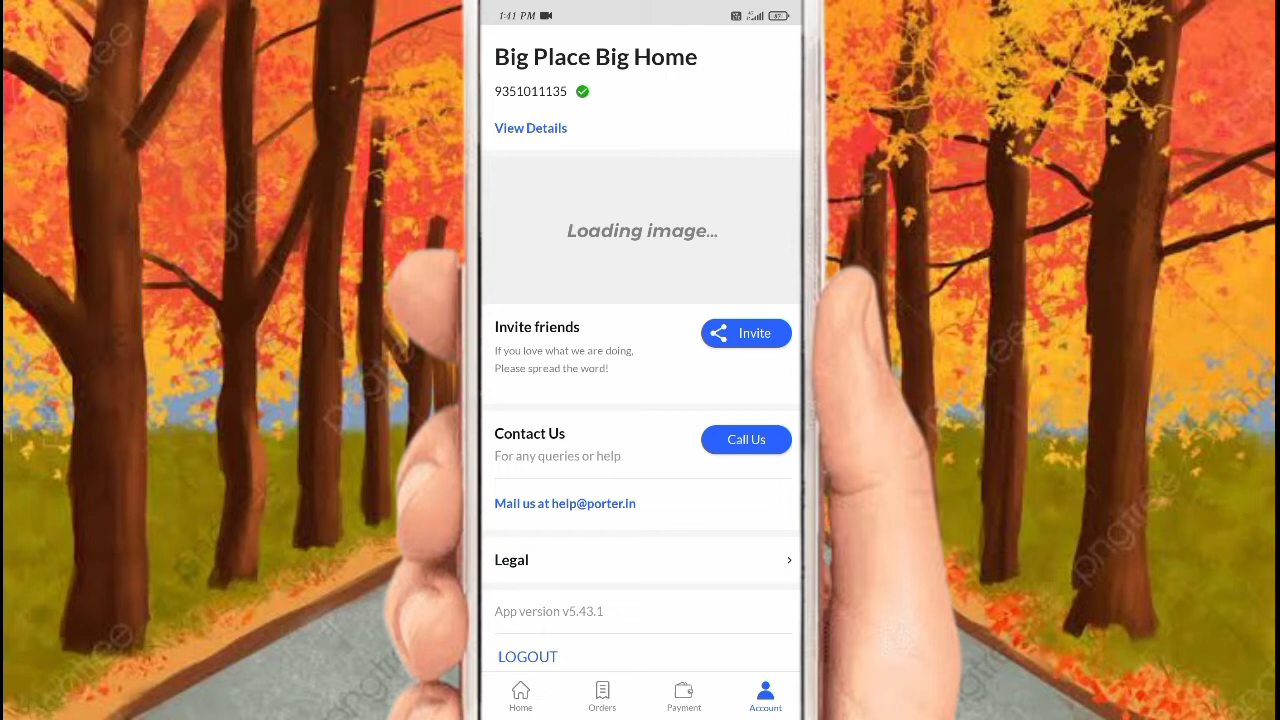 1:41 PM
Big Place Big Home
9351011135
View Details
Loading image...
Invite friends
Invite
If you love what we are doing,
Please spread the word!
Contact Us
Call Us
For any queries or help
Mail us at help@porter.in
Legal
App version v5.43.1
LOGOUT
Home
Orders
Payment
Account
pngtree